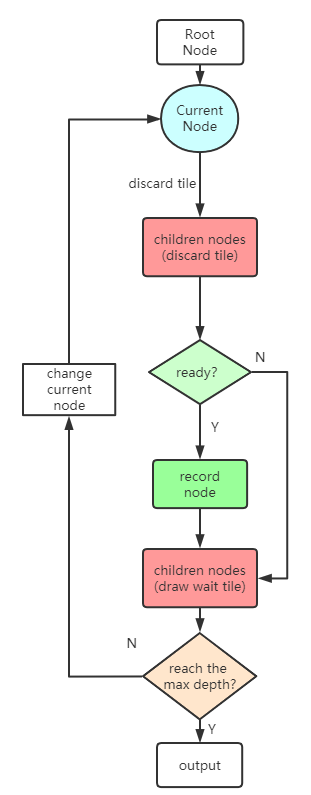 Root
Node
Current
Node
discard tile
children nodes
(discard tile)
ready?
N
change
current
node
Y
record
node
children nodes
(draw wait tile)
N
reach the
max depth?
Y
output